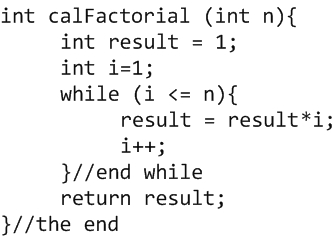 int calFactorial (int n){
int result = 1;
int i=1;
while (i <= n){
result = result*i;
i++;
}//end while
return result;
}//the end